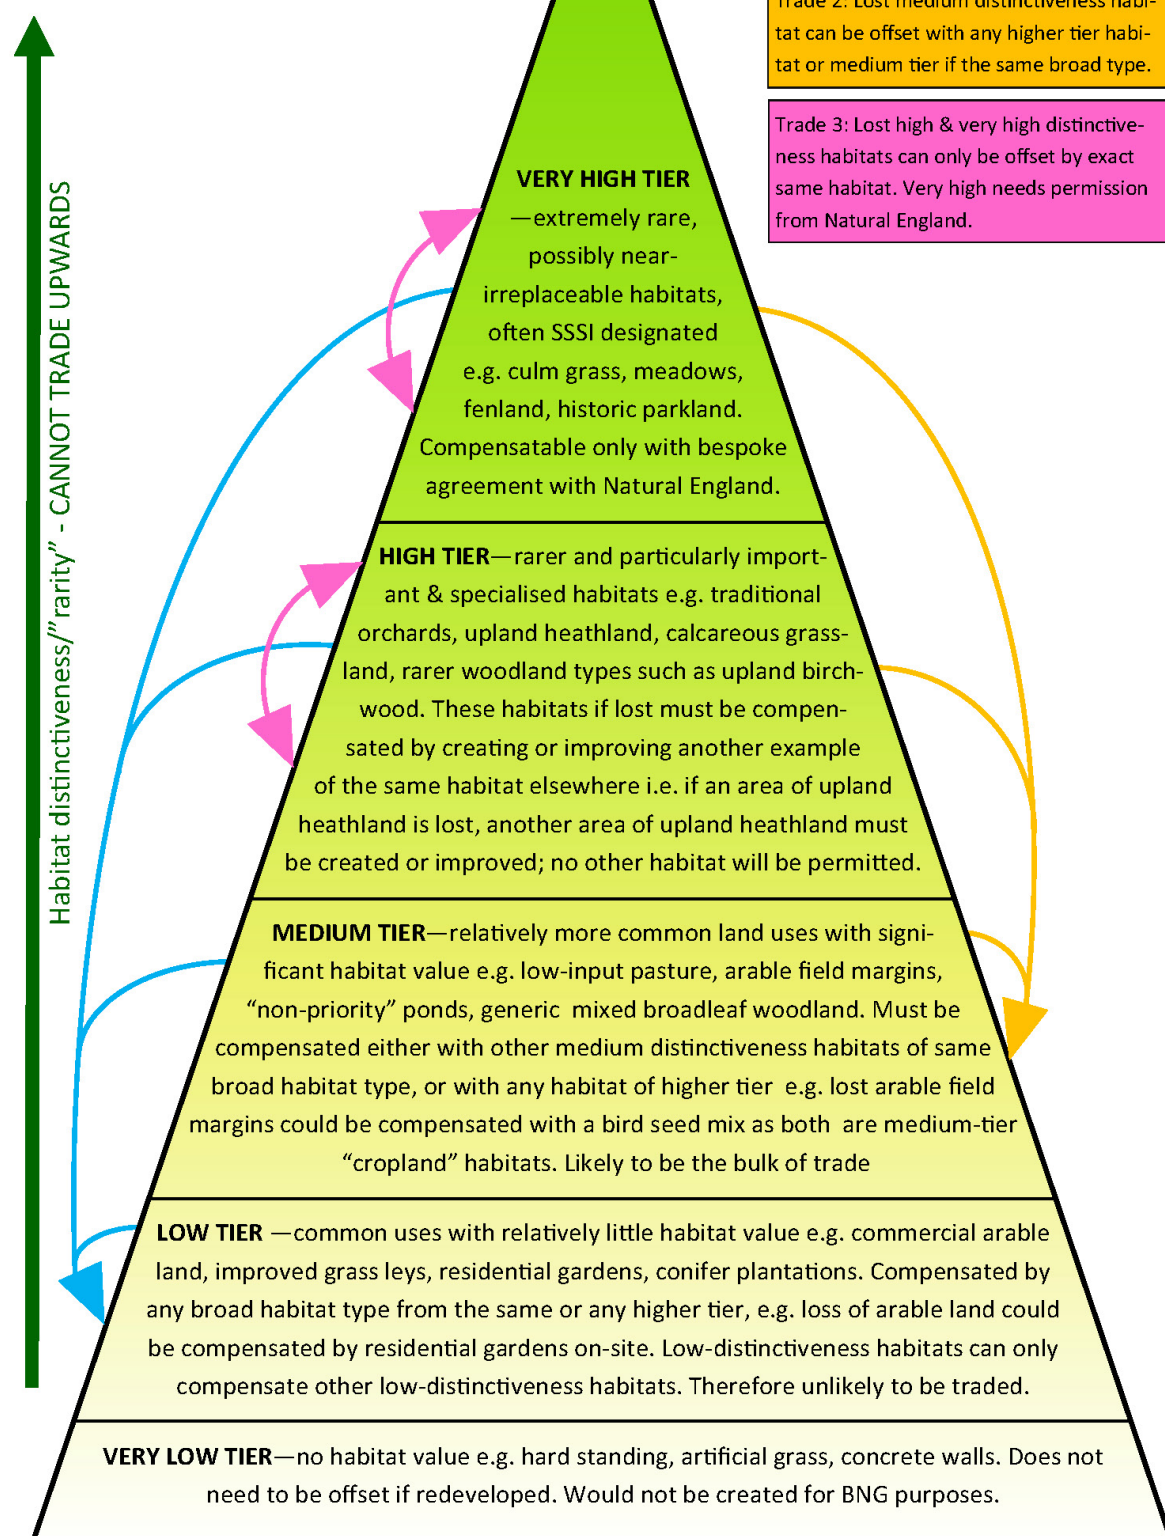 Trade 2: Lost medium distinctiveness habi-
tat can be offset with any higher tier habi-
tat or medium tier if the same broad type.
Trade 3: Lost high & very high distinctive-
ness habitats can only be offset by exact
same habitat. Very high needs permission
from Natural England.
Habitat distinctiveness/”rarity” - CANNOT TRADE UPWARDS
VERY HIGH TIER
—extremely rare,
possibly near-
irreplaceable habitats,
often SSSI designated
e.g. culm grass, meadows,
fenland, historic parkland.
Compensatable only with bespoke
agreement with Natural England.
HIGH TIER—rarer and particularly import-
ant & specialised habitats e.g. traditional
orchards, upland heathland, calcareous grass-
land, rarer woodland types such as upland birch-
wood. These habitats if lost must be compen-
sated by creating or improving another example
of the same habitat elsewhere i.e. if an area of upland
heathland is lost, another area of upland heathland must
be created or improved; no other habitat will be permitted.
MEDIUM TIER—relatively more common land uses with signi-
ficant habitat value e.g. low-input pasture, arable field margins,
“non-priority” ponds, generic mixed broadleaf woodland. Must be
compensated either with other medium distinctiveness habitats of same
broad habitat type, or with any habitat of higher tier e.g. lost arable field
margins could be compensated with a bird seed mix as both are medium-tier
“cropland” habitats. Likely to be the bulk of trade
LOW TIER —common uses with relatively little habitat value e.g. commercial arable
land, improved grass leys, residential gardens, conifer plantations. Compensated by
any broad habitat type from the same or any higher tier, e.g. loss of arable land could
be compensated by residential gardens on-site. Low-distinctiveness habitats can only
compensate other low-distinctiveness habitats. Therefore unlikely to be traded.
VERY LOW TIER—no habitat value e.g. hard standing, artificial grass, concrete walls. Does not
need to be offset if redeveloped. Would not be created for BNG purposes.